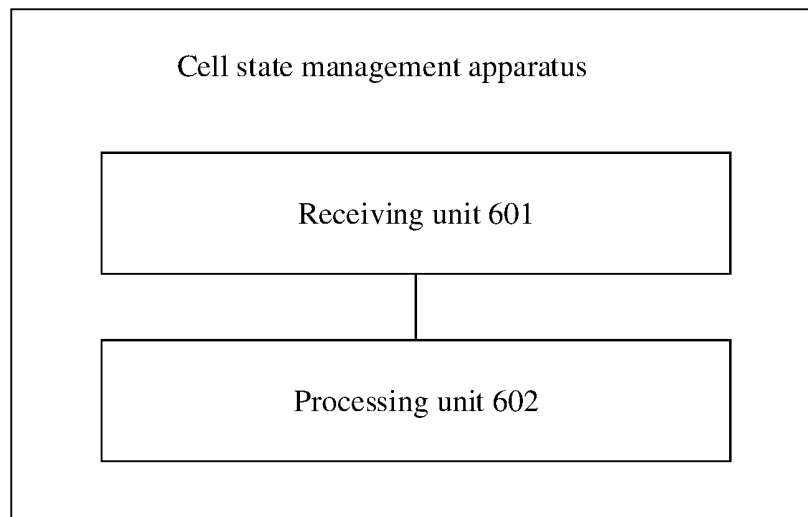 Cell state management apparatus
Receiving unit 601
Processing unit 602